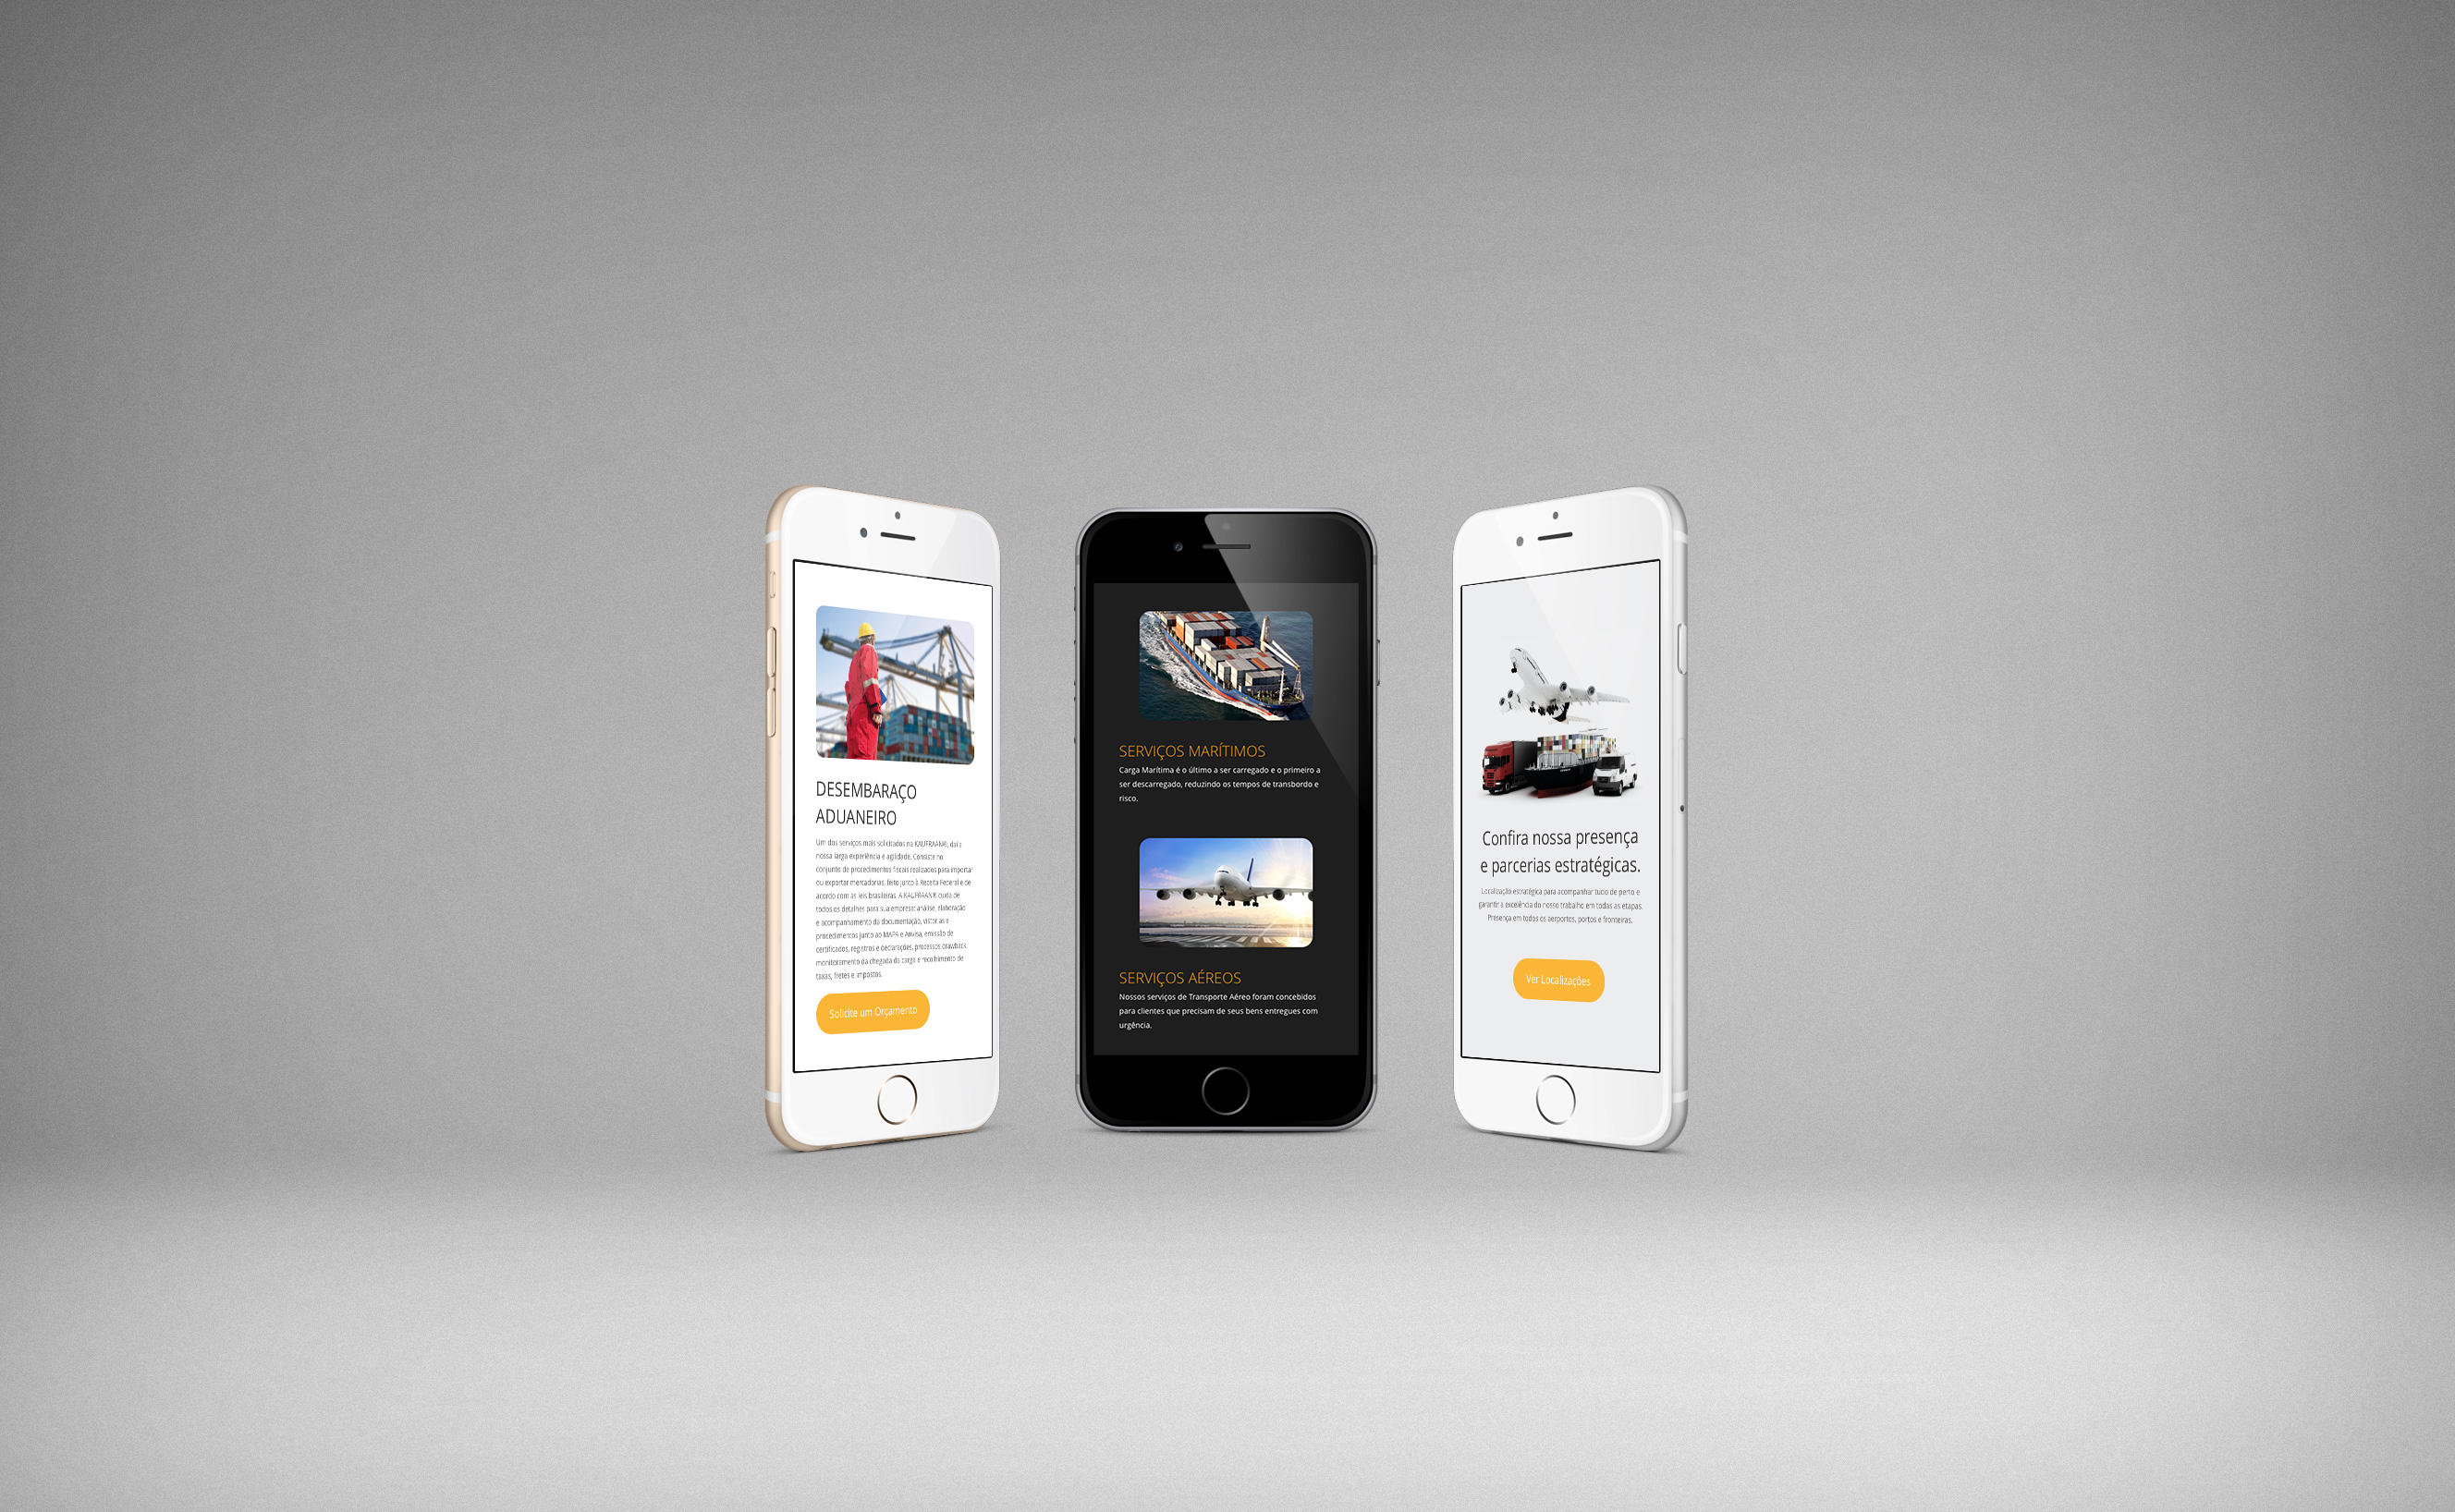 DESEMBARAÇO
ADUANEIRO
Um dos serviços mais solicitados na KAUFRAAN®, dai a
nossa larga experiência e agilidade. Consiste no
conjunto de procedimentos fiscais realizados para importar
ou exportar mercadorias, feito junto à Receita Federal e de
acordo com as leis brasileiras. A KAUFRAAN® cuida de
todos os detalhes para sua empresa: análise, elaboração
e acompanhamento da documentação, vistorias e
procedimentos junto ao MAPA e Anvisa, emissão de
certificados, registros e declarações, processos drawback,
monitoramento da chegada da carga e recolhimento de
taxas, fretes e impostos.
Solicite um Orçamento
SERVIÇOS MARÍTIMOS
Carga Marítima é o último a ser carregado e o primeiro a
ser descarregado, reduzindo os tempos de transbordo e
risco.
SERVIÇOS AÉREOS
Nossos serviços de Transporte Aéreo foram concebidos
para clientes que precisam de seus bens entregues com
urgência.
Confira nossa presença
e parcerias estratégicas.
Localização estratégica para acompanhar tudo de perto e
garantir a excelência do nosso trabalho em todas as etapas.
Presença em todos os aeroportos, portos e fronteiras.
Ver Localizações